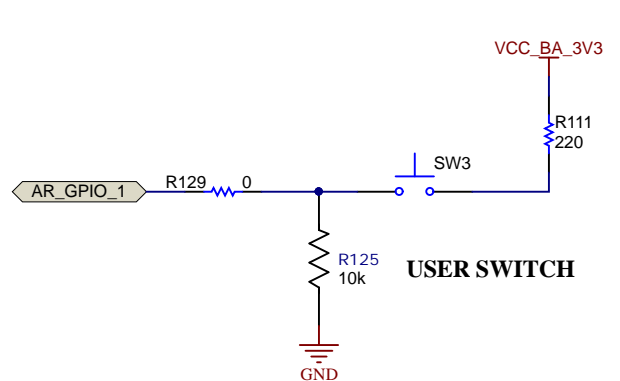 VCC_BA_3V3
R111
220
SW3
AR_GPIO_1
R129 0
R125
10k
USER SWITCH
GND